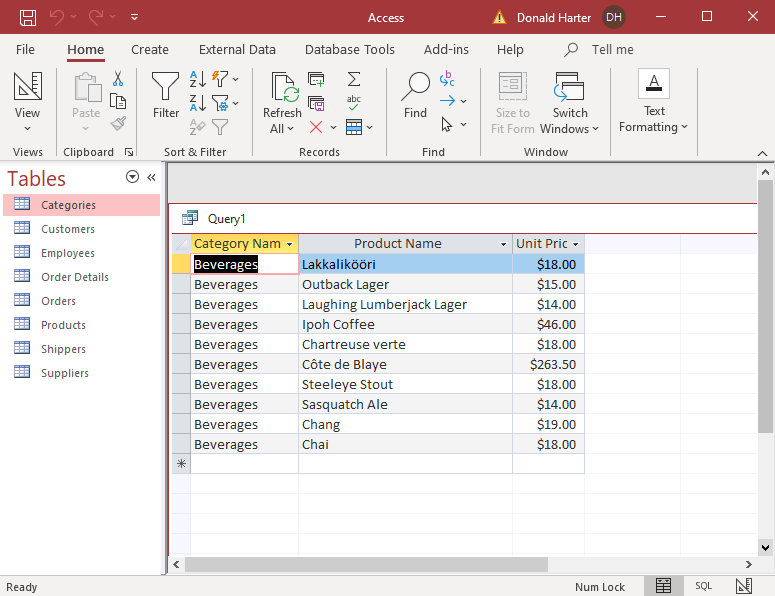 Access
Donald Harter
DH
File
Home
Create
External Data
Database Tools
Add-ins
Help
Tell me
View
Paste
Filter
Refresh
All
abc
Find
Size to
Fit Form
Switch
Windows
A
Text
Formatting
Views
Clipboard
Sort & Filter
Records
Find
Window
Tables
Categories
Customers
Employees
Order Details
Orders
Products
Shippers
Suppliers
Query1
Category Nam Product Name Unit Pric
Beverages Lakkalikööri $18.00
Beverages Outback Lager $15.00
Beverages Laughing Lumberjack Lager $14.00
Beverages Ipoh Coffee $46.00
Beverages Chartreuse verte $18.00
Beverages Côte de Blaye $263.50
Beverages Steeleye Stout $18.00
Beverages Sasquatch Ale $14.00
Beverages Chang $19.00
Beverages Chai $18.00
Ready
Num Lock
SQL